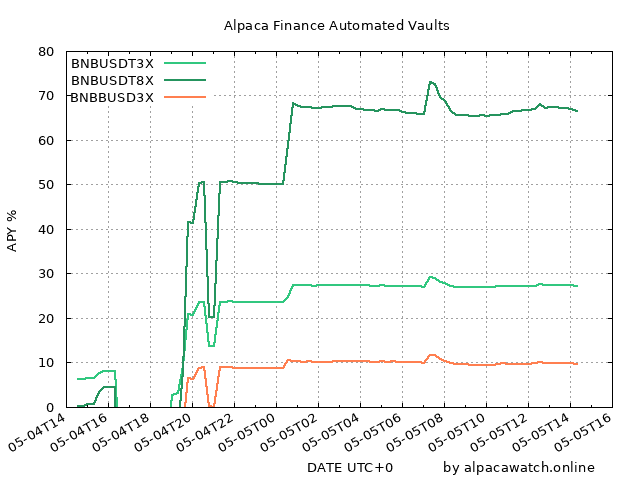 Alpaca Finance Automated Vaults
BNBUSDT3X
BNBUSDT8X
BNBBUSD3X
APY %
80
70
60
50
40
30
20
10
0
05-04T14
05-04T16
05-04T18
05-04T20
05-04T22
05-05T00
05-05T02
05-05T04
05-05T06
05-05T08
05-05T10
05-05T12
05-05T14
05-05T16
DATE UTC+0
by alpacawatch.online